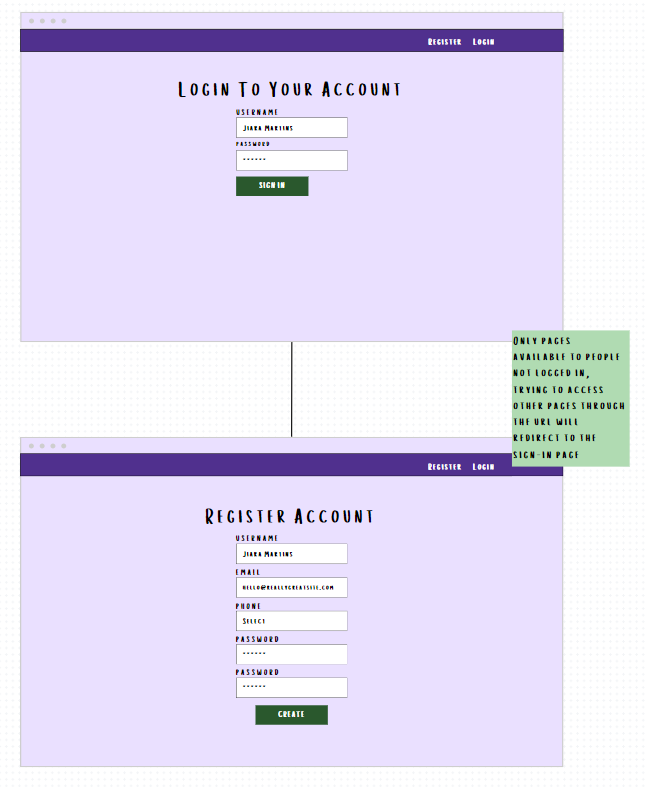 Register Login
Login To Your Account
USERNAME
Jiara Martins
PASSWORD
······
SIGN IN
Only pages
available to people
not logged in,
trying to access
other pages through
the url will
redirect to the
sign-in page
Register Login
Register Account
USERNAME
Jiara Martins
EMAIL
hello@reallygreatsite.com
PHONE
Select
PASSWORD
······
PASSWORD
······
CREATE